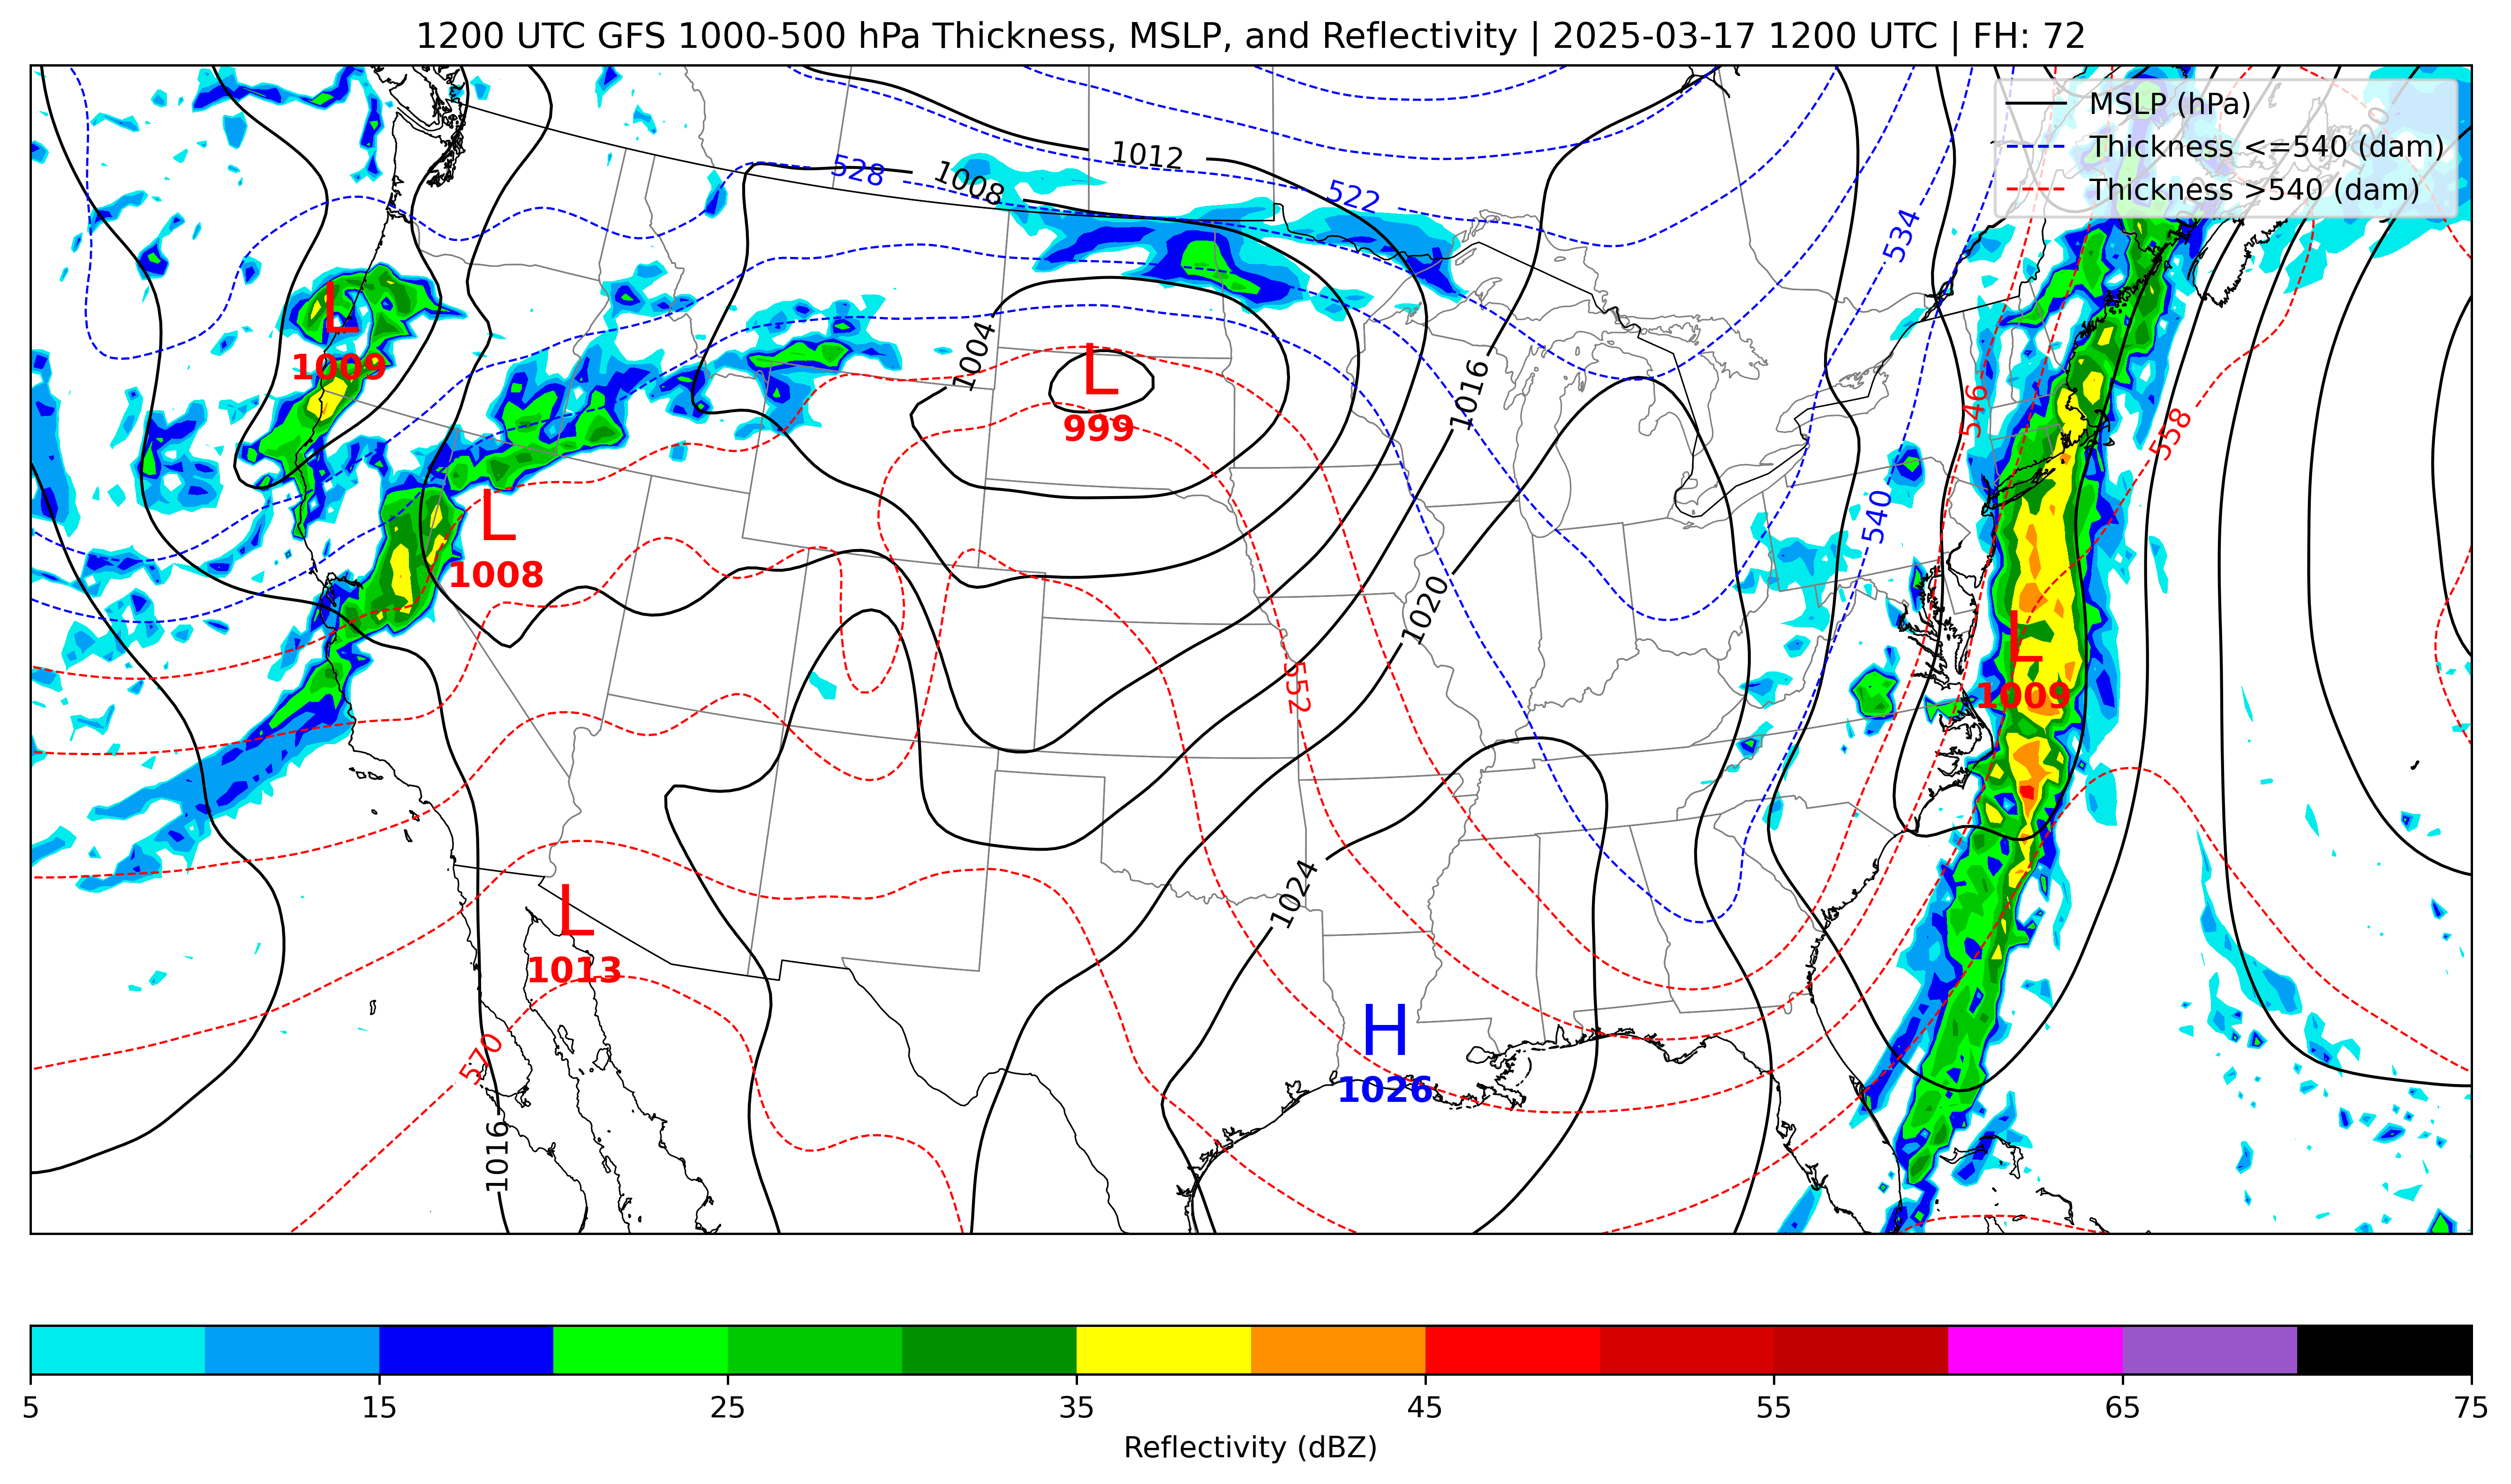 1200 UTC GFS 1000-500 hPa Thickness, MSLP, and Reflectivity | 2025-03-17 1200 UTC | FH: 72
MSLP (hPa)
Thickness <=540 (dam)
Thickness >540 (dam)
1012
528
1008
522
534
L
1009
1004
L
999
1016
546
558
L
1008
540
1020
552
L
1009
1024
L
1013
H
1026
570
1016
5
15
25
35
45
55
65
75
Reflectivity (dBZ)